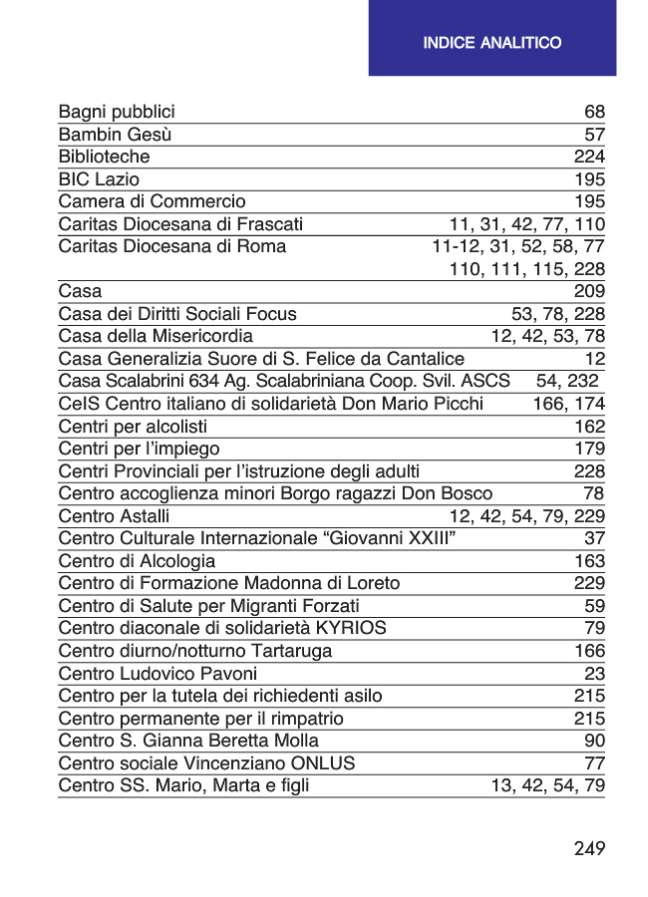 INDICE ANALITICO
Bagni pubblici 68
Bambin Gesù 57
Biblioteche 224
BIC Lazio 195
Camera di Commercio 195
Caritas Diocesana di Frascati 11, 31, 42, 77, 110
Caritas Diocesana di Roma 11-12, 31, 52, 58, 77
110, 111, 115, 228
Casa 209
Casa dei Diritti Sociali Focus 53, 78, 228
Casa della Misericordia 12, 42, 53, 78
Casa Generalizia Suore di S. Felice da Cantalice 12
Casa Scalabrini 634 Ag. Scalabriniana Coop. Svil. ASCS 54, 232
CeIS Centro italiano di solidarietà Don Mario Picchi 166, 174
Centri per alcolisti 162
Centri per l'impiego 179
Centri Provinciali per l'istruzione degli adulti 228
Centro accoglienza minori Borgo ragazzi Don Bosco 78
Centro Astalli 12, 42, 54, 79, 229
Centro Culturale Internazionale “Giovanni XXIII” 37
Centro di Alcologia 163
Centro di Formazione Madonna di Loreto 229
Centro di Salute per Migranti Forzati 59
Centro diaconale di solidarietà KYRIOS 79
Centro diurno/notturno Tartaruga 166
Centro Ludovico Pavoni 23
Centro per la tutela dei richiedenti asilo 215
Centro permanente per il rimpatrio 215
Centro S. Gianna Beretta Molla 90
Centro sociale Vincenziano ONLUS 77
Centro SS. Mario, Marta e figli 13, 42, 54, 79
249